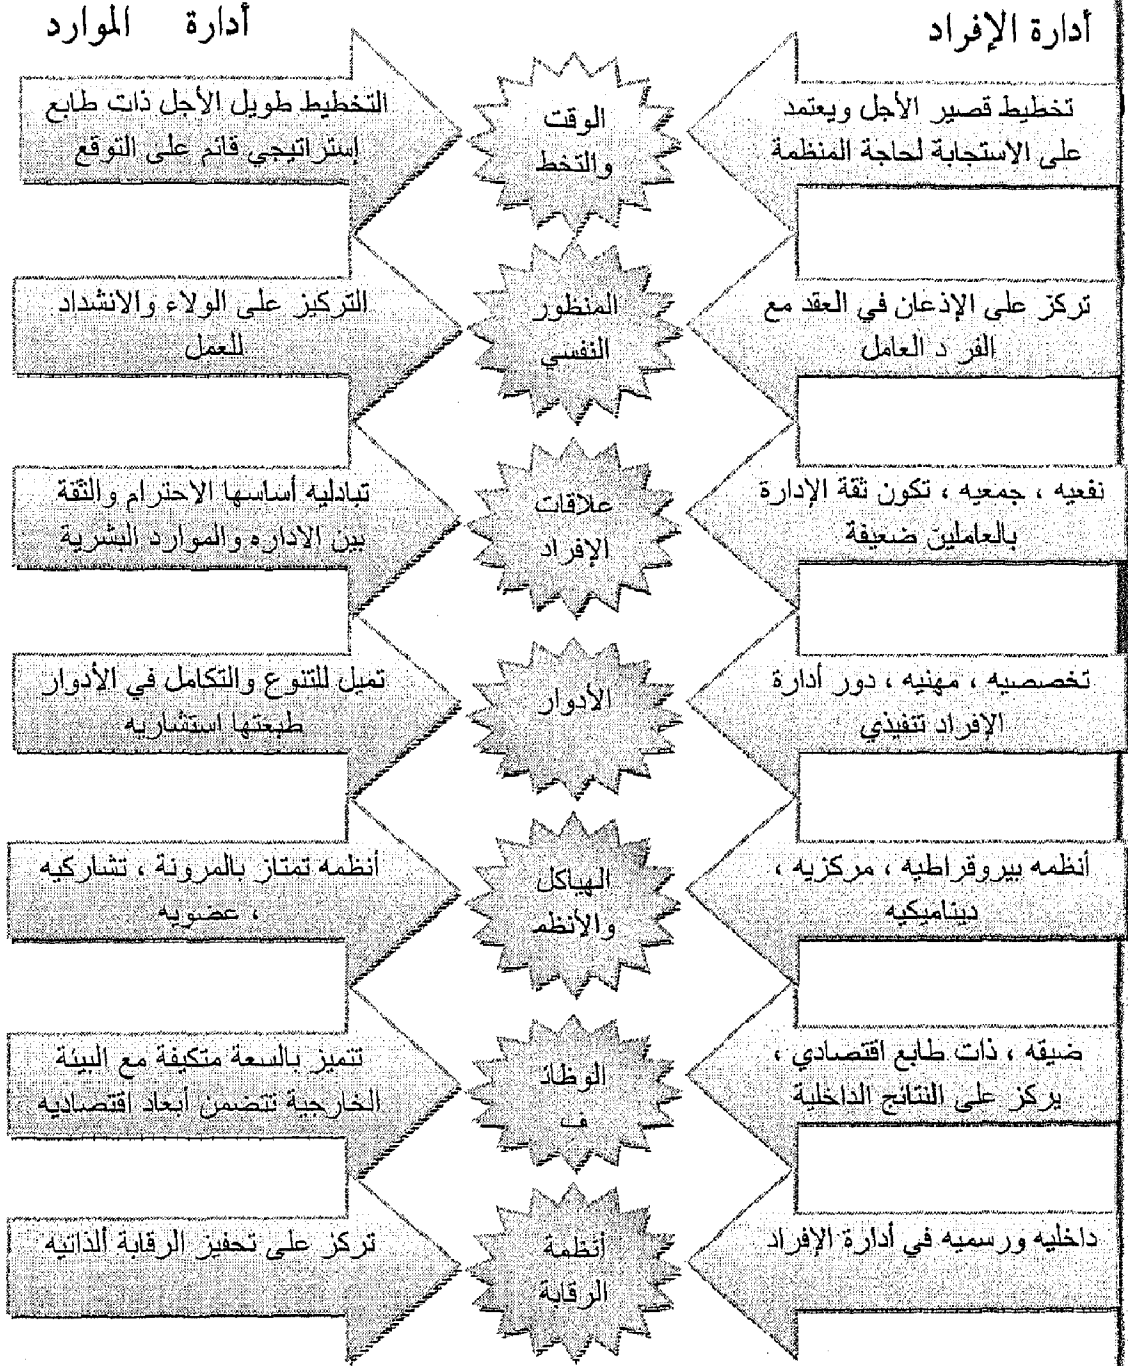 أدارة الإفراد
أدارة الموارد
تخطيط قصير الأجل ويعتمد
على الاستجابة لحاجة المنظمة
الوقت
والتخط
التخطيط طويل الأجل ذات طابع
إستراتيجي قائم على التوقع
تركز على الإذعان في العقد مع
الفر د العامل
المنظور
النفسي
التركيز على الولاء والانشداد
للعمل
نفعيه ، جمعيه ، تكون ثقة الإدارة
بالعاملين ضعيفة
علاقات
الإفراد
تبادليه أساسها الاحترام والثقة
بين الاداره والموارد البشرية
تخصصيه ، مهنيه ، دور أدارة
الإفراد تنفيذي
الأدوار
تميل للتنوع والتكامل في الأدوار
طبعتها استشاريه
أنظمه بيروقراطيه ، مركزيه ،
ديناميكيه
الهياكل
والأنظم
أنظمه تمتاز بالمرونة ، تشاركيه
، عضويه
ضيقه ، ذات طابع اقتصادي ،
يركز على النتائج الداخلية
الوظائ
ف
تتميز بالسعة متكيفة مع البيئة
الخارجية تتضمن أبعاد اقتصاديه
داخليه ورسميه في أدارة الإفراد
أنظمة
الرقابة
تركز على تحفيز الرقابة الذاتيه